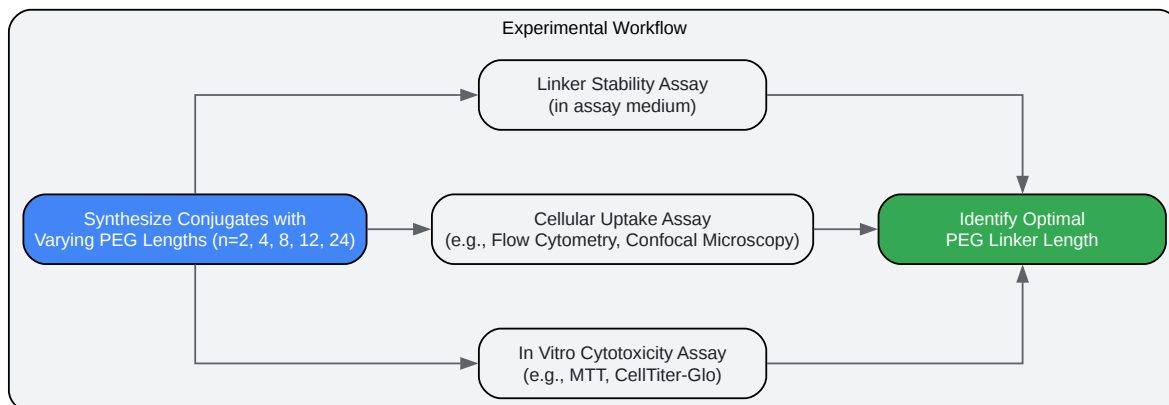 Experimental Workflow
Linker Stability Assay
(in assay medium)
Synthesize Conjugates with
Varying PEG Lengths (n=2, 4, 8, 12, 24)
Cellular Uptake Assay
(e.g., Flow Cytometry, Confocal Microscopy)
Identify Optimal
PEG Linker Length
In Vitro Cytotoxicity Assay
(e.g., MTT, CellTiter-Glo)